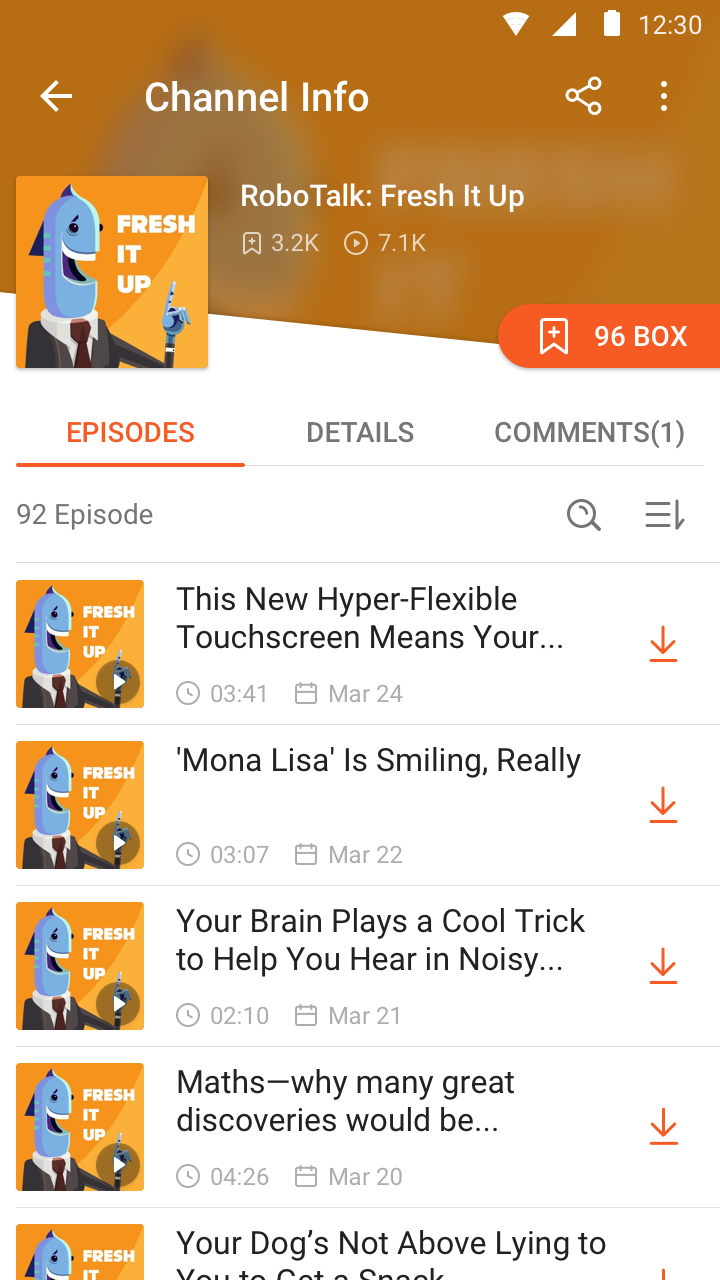 12:30
Channel Info
FRESH
IT
UP
RoboTalk: Fresh It Up
3.2K 7.1K
96 BOX
EPISODES DETAILS COMMENTS(1)
92 Episode
FRESH
IT
UP
This New Hyper-Flexible
Touchscreen Means Your...
03:41 Mar 24
FRESH
IT
UP
'Mona Lisa' Is Smiling, Really
03:07 Mar 22
FRESH
IT
UP
Your Brain Plays a Cool Trick
to Help You Hear in Noisy...
02:10 Mar 21
FRESH
IT
UP
Maths—why many great
discoveries would be...
04:26 Mar 20
FRESH
IT
Your Dog’s Not Above Lying to
You to Get a Snack